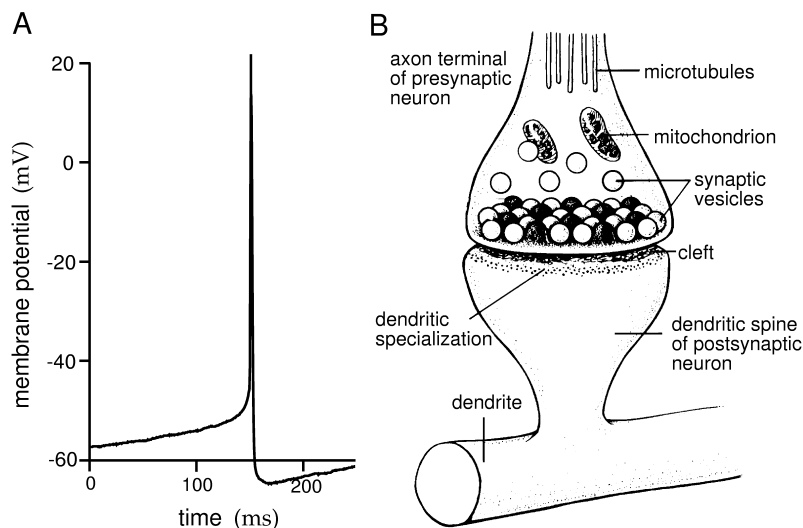 A
20
0
-20
-40
-60
0
100
200
membrane potential (mV)
time (ms)
B
axon terminal
of presynaptic
neuron
microtubules
mitochondrion
synaptic
vesicles
cleft
dendritic
specialization
dendritic spine
of postsynaptic
neuron
dendrite